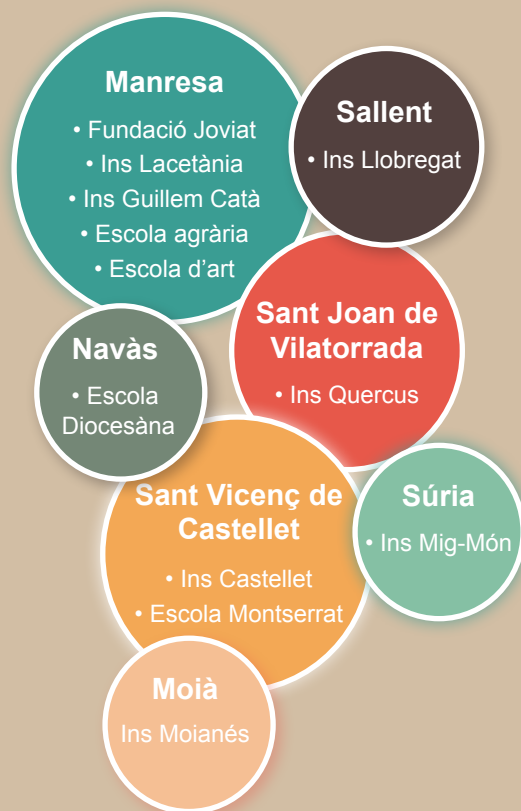 Manresa
• Fundació Joviat
• Ins Lacetània
• Ins Guillem Catà
• Escola agrària
• Escola d'art
Sallent
• Ins Llobregat
Sant Joan de
Vilatorrada
• Ins Quercus
Navàs
• Escola
Diocesàna
Sant Vicenç de
Castellet
• Ins Castellet
• Escola Montserrat
Súria
• Ins Mig-Món
Moià
Ins Moianés